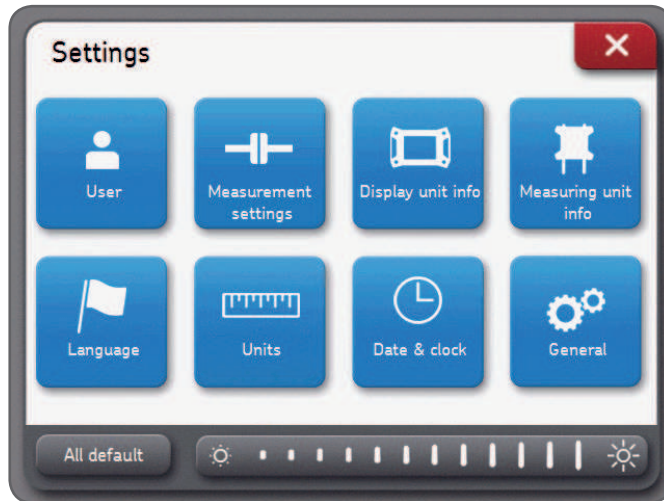 Settings
User
Measurement
settings
Display unit info
Measuring unit
info
Language
Units
Date & clock
General
All default